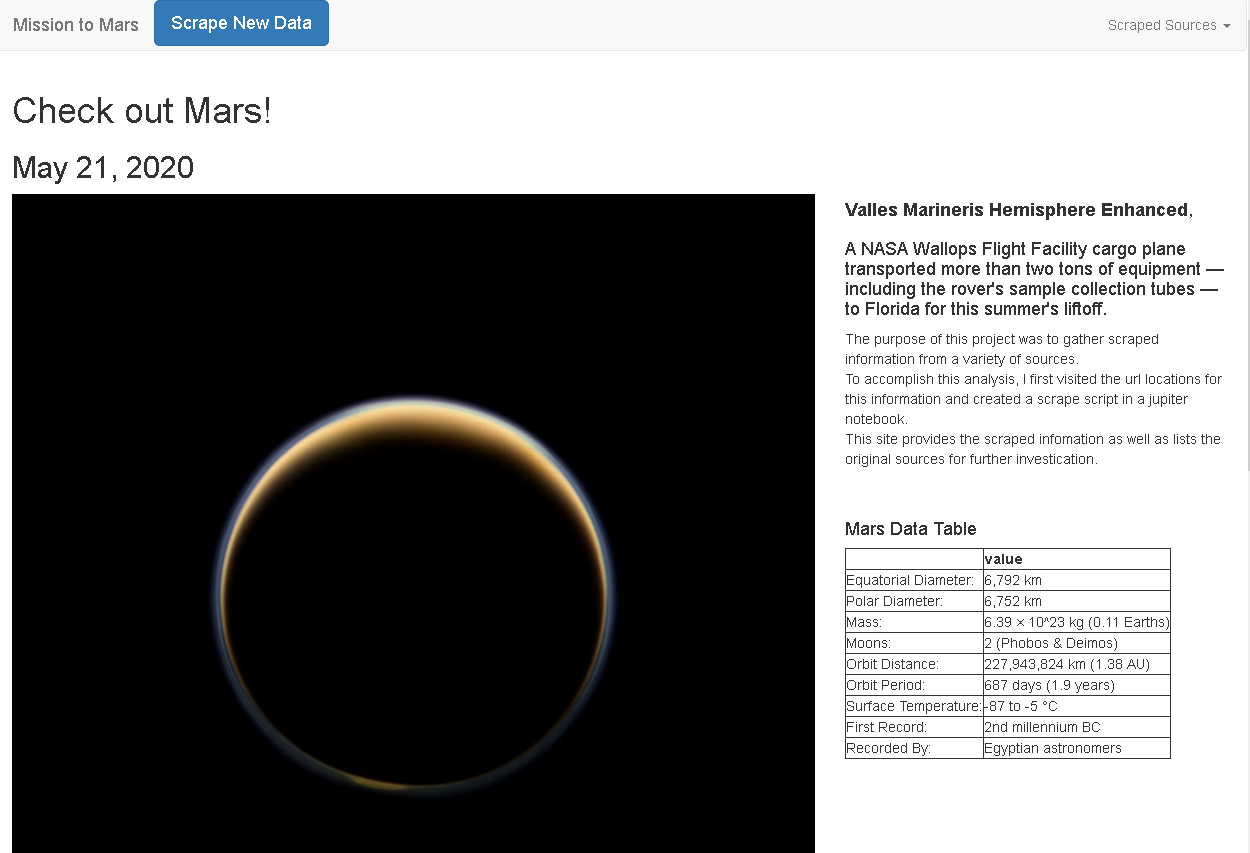 Mission to Mars
Scrape New Data
Scraped Sources
Check out Mars!
May 21, 2020
Valles Marineris Hemisphere Enhanced,
A NASA Wallops Flight Facility cargo plane
transported more than two tons of equipment —
including the rover's sample collection tubes —
to Florida for this summer's liftoff.
The purpose of this project was to gather scraped
information from a variety of sources.
To accomplish this analysis, I first visited the url locations for
this information and created a scrape script in a jupiter
notebook.
This site provides the scraped infomation as well as lists the
original sources for further investication.
Mars Data Table
value
Equatorial Diameter: 6,792 km
Polar Diameter: 6,752 km
Mass: 6.39 × 10^23 kg (0.11 Earths)
Moons: 2 (Phobos & Deimos)
Orbit Distance: 227,943,824 km (1.38 AU)
Orbit Period: 687 days (1.9 years)
Surface Temperature: -87 to -5 °C
First Record: 2nd millennium BC
Recorded By: Egyptian astronomers